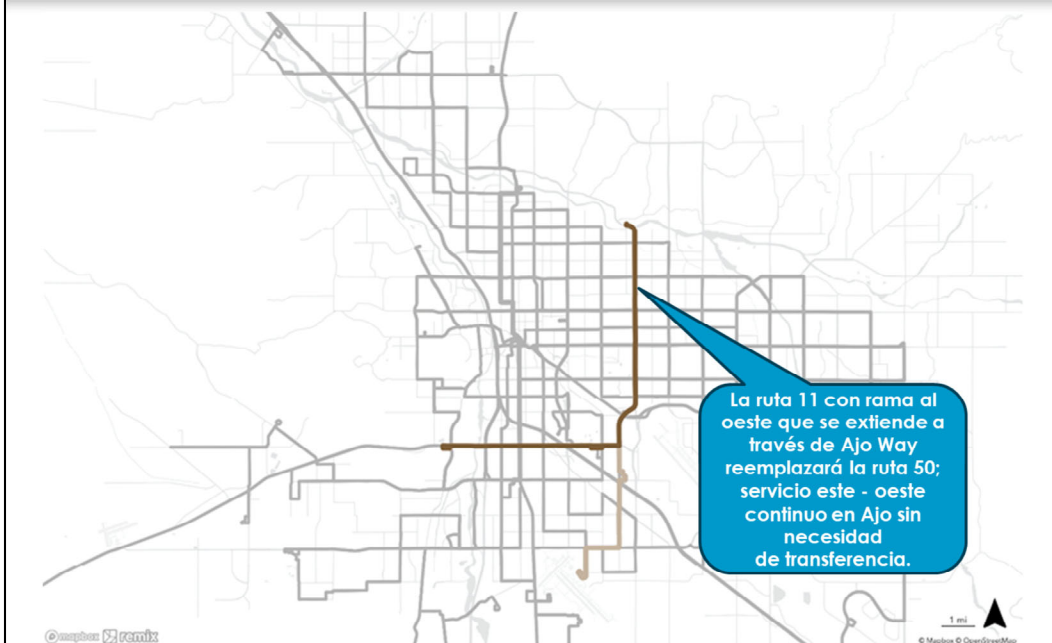 La ruta 11 con rama al
oeste que se extiende a
través de Ajo Way
reemplazará la ruta 50;
servicio este - oeste
continuo en Ajo sin
necesidad
de transferencia.
1 mi
mapbox remix
© Mapbox © OpenStreetMap